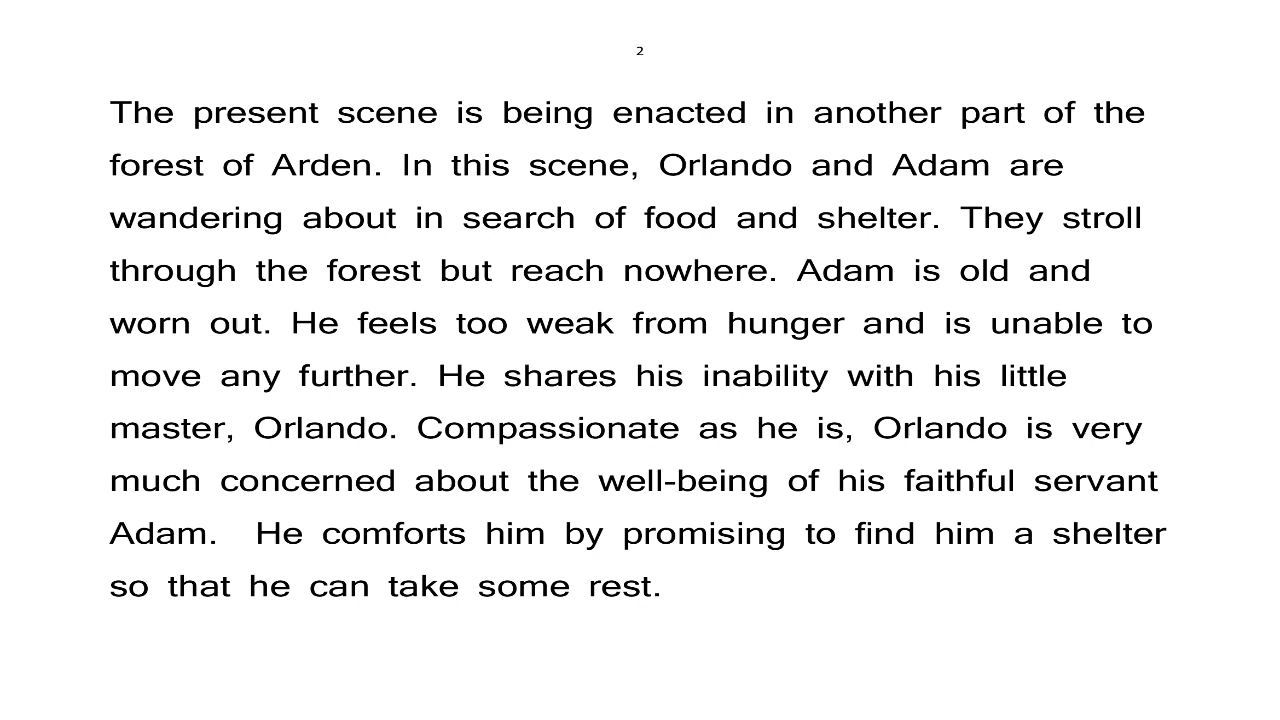 2
The present scene is being enacted in another part of the
forest of Arden. In this scene, Orlando and Adam are
wandering about in search of food and shelter. They stroll
through the forest but reach nowhere. Adam is old and
worn out. He feels too weak from hunger and is unable to
move any further. He shares his inability with his little
master, Orlando. Compassionate as he is, Orlando is very
much concerned about the well-being of his faithful servant
Adam.  He comforts him by promising to find him a shelter
so that he can take some rest.